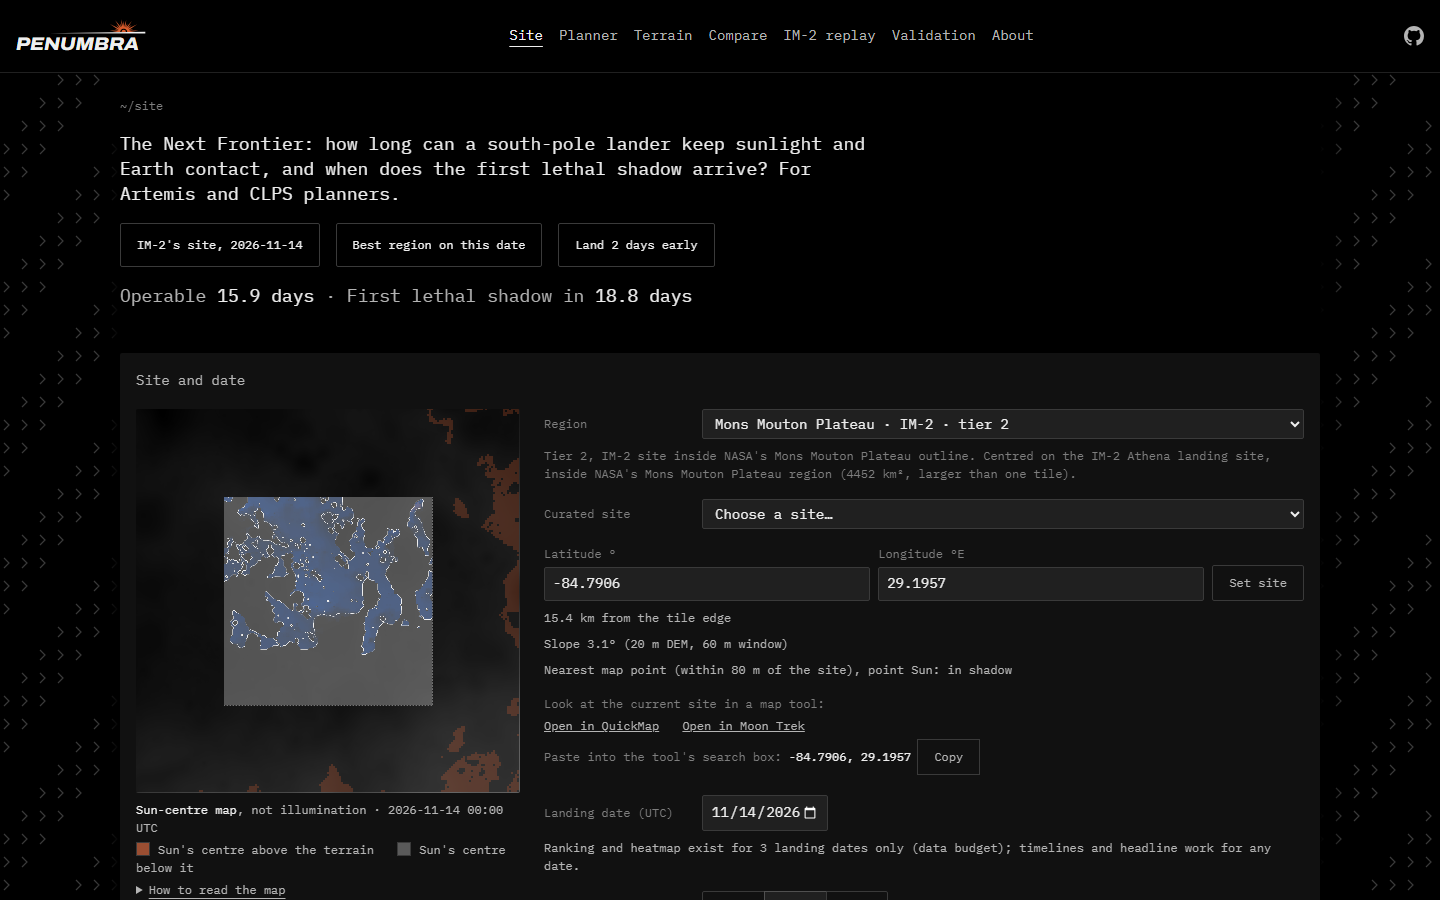 PENUMBRA
Site Planner Terrain Compare IM-2 replay Validation About
~/site
The Next Frontier: how long can a south-pole lander keep sunlight and
Earth contact, and when does the first lethal shadow arrive? For
Artemis and CLPS planners.
IM-2's site, 2026-11-14
Best region on this date
Land 2 days early
Operable 15.9 days · First lethal shadow in 18.8 days
Site and date
Region
Mons Mouton Plateau · IM-2 · tier 2
Tier 2, IM-2 site inside NASA's Mons Mouton Plateau outline. Centred on the IM-2 Athena landing site,
inside NASA's Mons Mouton Plateau region (4452 km², larger than one tile).
Curated site
Choose a site…
Latitude °
Longitude °E
-84.7906
29.1957
Set site
15.4 km from the tile edge
Slope 3.1° (20 m DEM, 60 m window)
Nearest map point (within 80 m of the site), point Sun: in shadow
Look at the current site in a map tool:
Open in QuickMap Open in Moon Trek
Paste into the tool's search box: -84.7906, 29.1957 Copy
Landing date (UTC)
11/14/2026
Ranking and heatmap exist for 3 landing dates only (data budget); timelines and headline work for any
date.
Sun-centre map, not illumination · 2026-11-14 00:00
UTC
Sun's centre above the terrain Sun's centre
below it
How to read the map